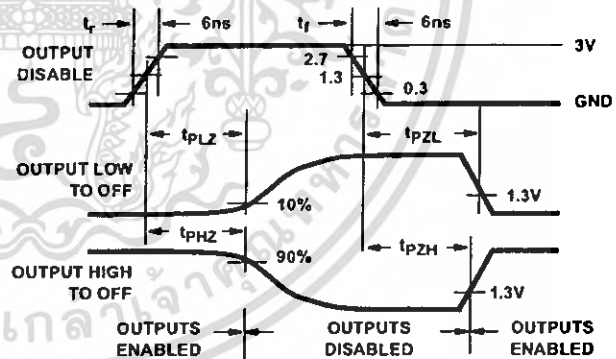 tr 6ns tf 6ns
OUTPUT DISABLE
2.7
1.3
0.3
3V
GND
tPLZ tPZL
OUTPUT LOW TO OFF
10%
1.3V
tPHZ tPZH
OUTPUT HIGH TO OFF
90%
1.3V
OUTPUTS ENABLED
OUTPUTS DISABLED
OUTPUTS ENABLED